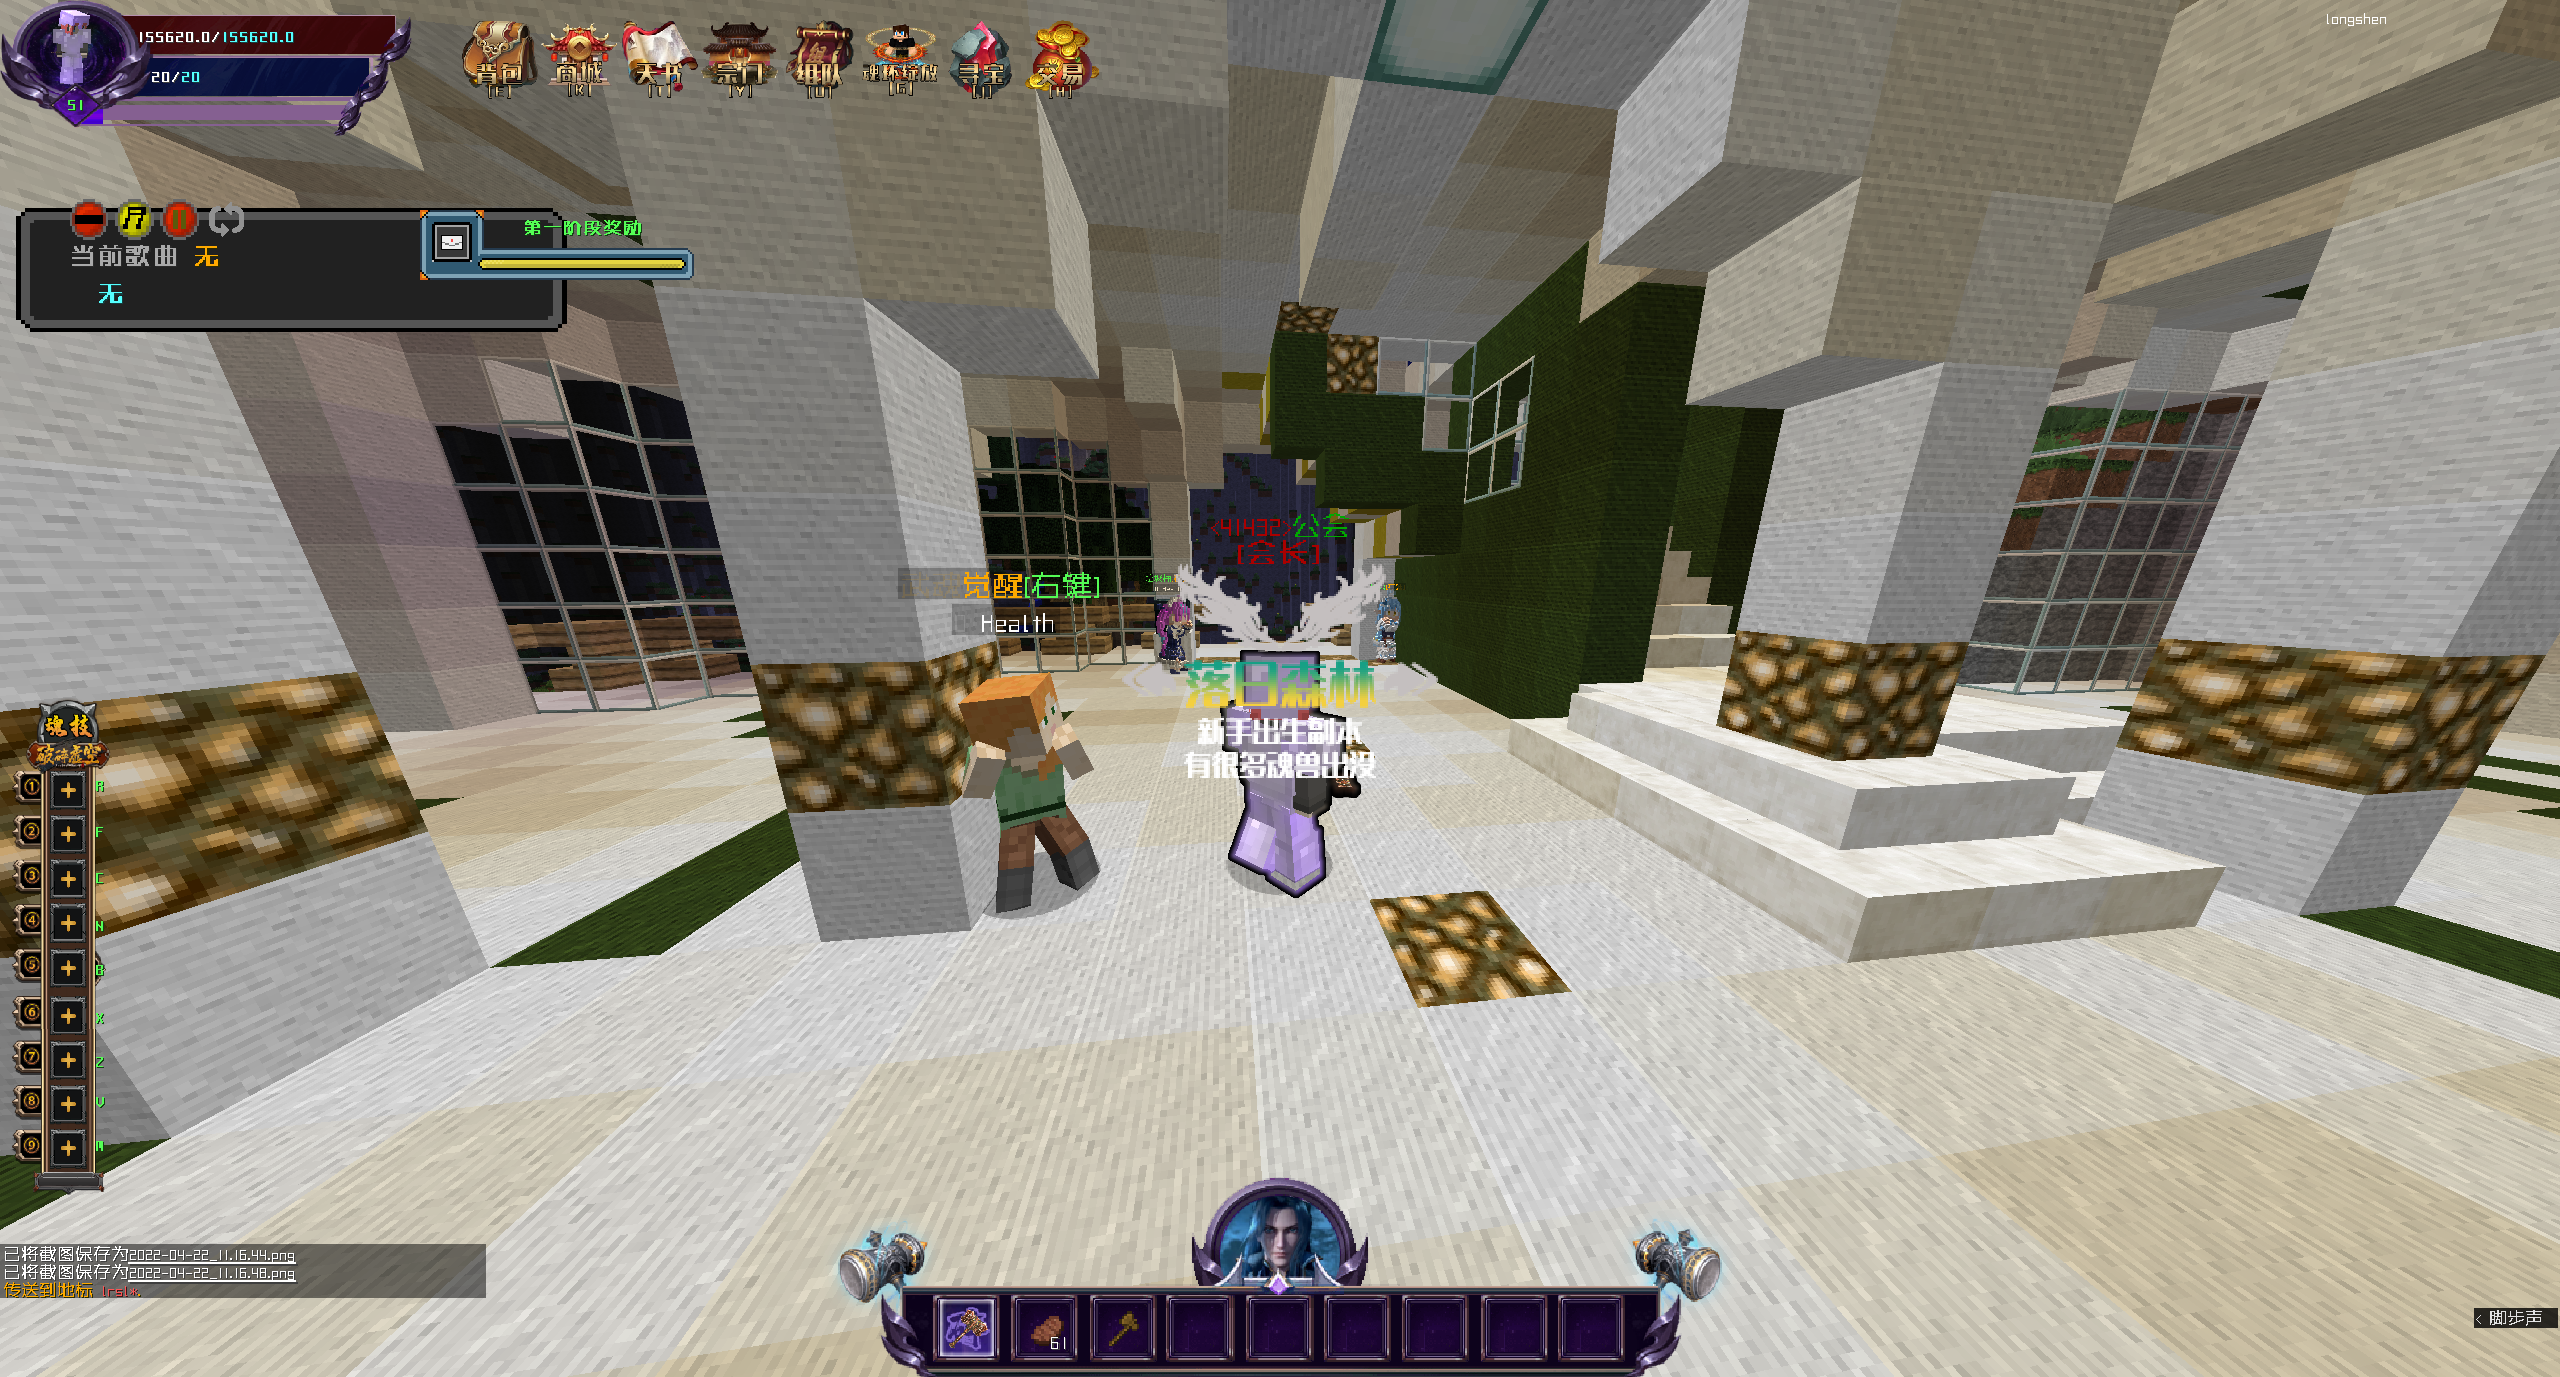 longshen
155620.0/155620.0
20/20
51
背包 商城 天书 宗门 组队 魂环绽放 寻宝 交易
[E] [K] [T] [Y] [U] [G] [J] [H]
第一阶段奖励
当前歌曲 无
无
<41432>公会
[会长]
觉醒[右键]
0 Health
落日森林
新手出生副本
有很多魂兽出没
魂技
破碎虚空
① R
② F
③ C
④ N
⑤ B
⑥ X
⑦ Z
⑧ V
⑨ M
已将截图保存为2022-04-22_11.16.44.png
已将截图保存为2022-04-22_11.16.48.png
传送到地标 lrsl*.
< 脚步声
61